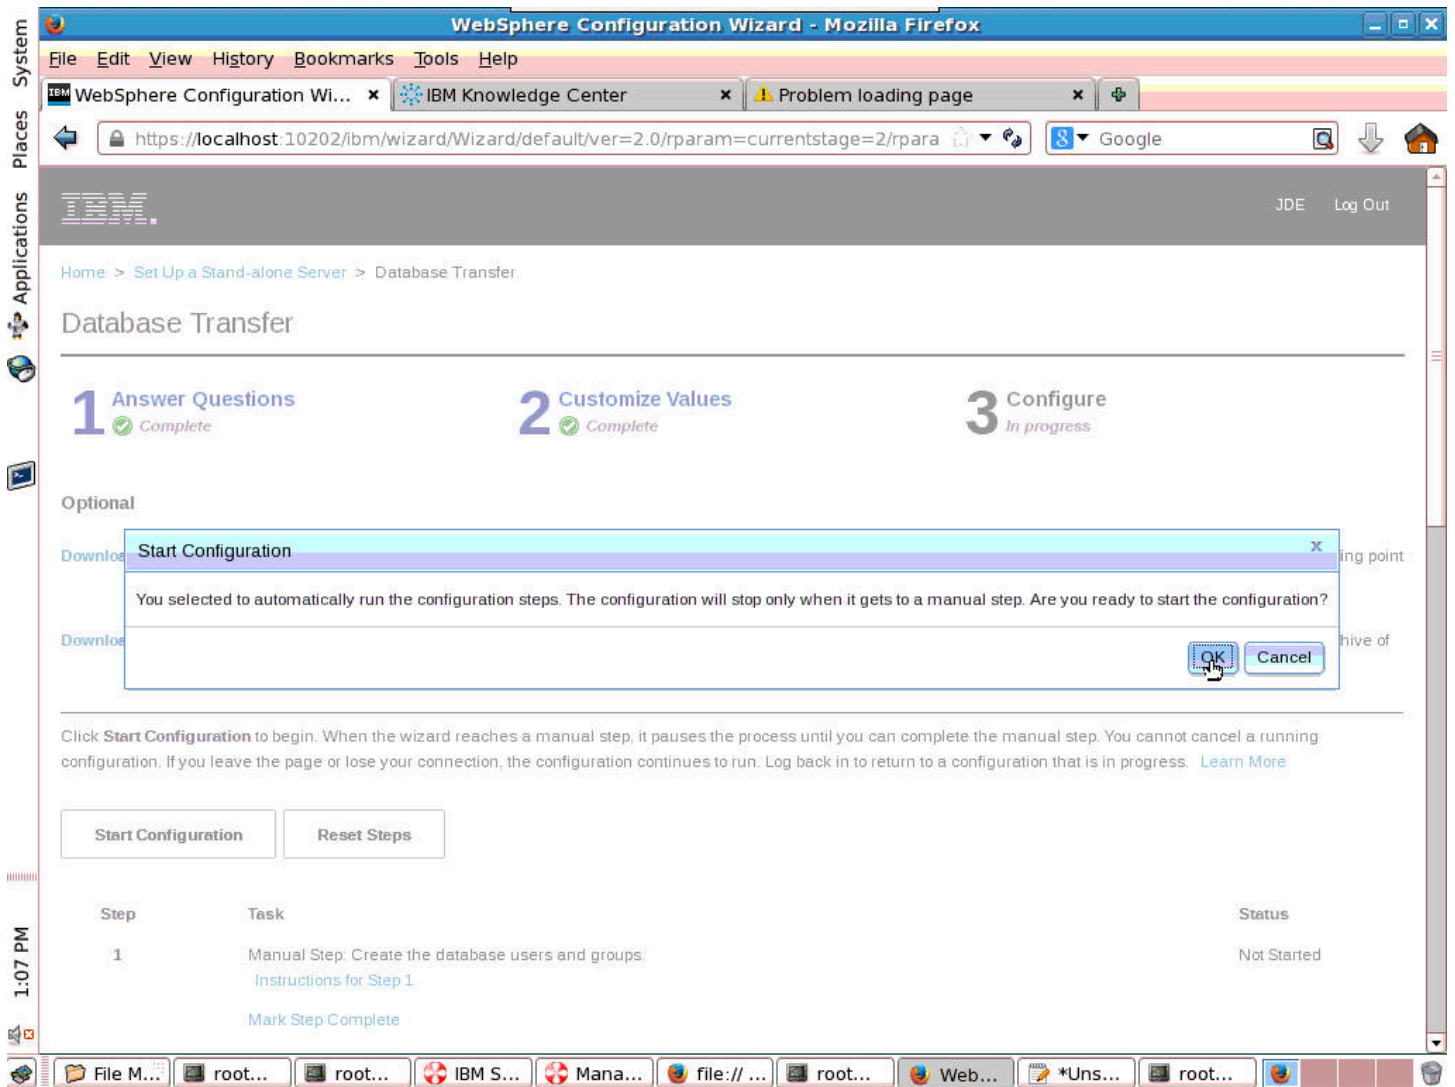 WebSphere Configuration Wizard - Mozilla Firefox
File Edit View History Bookmarks Tools Help
WebSphere Configuration Wi... IBM Knowledge Center Problem loading page
https://localhost:10202/ibm/wizard/Wizard/default/ver=2.0/rparam=currentstage=2/rpara Google
System
Places
Applications
IBM.
JDE Log Out
Home > Set Up a Stand-alone Server > Database Transfer
Database Transfer
1 Answer Questions 2 Customize Values 3 Configure
Complete Complete In progress
Optional
Start Configuration x
ing point
You selected to automatically run the configuration steps. The configuration will stop only when it gets to a manual step. Are you ready to start the configuration?
hive of
OK Cancel
Click Start Configuration to begin. When the wizard reaches a manual step, it pauses the process until you can complete the manual step. You cannot cancel a running
configuration. If you leave the page or lose your connection, the configuration continues to run. Log back in to return to a configuration that is in progress. Learn More
Start Configuration Reset Steps
Step Task Status
1 Manual Step: Create the database users and groups. Not Started
Instructions for Step 1
Mark Step Complete
1:07 PM
File M... root... root... IBM S... Mana... file:// ... root... Web... *Uns... root...